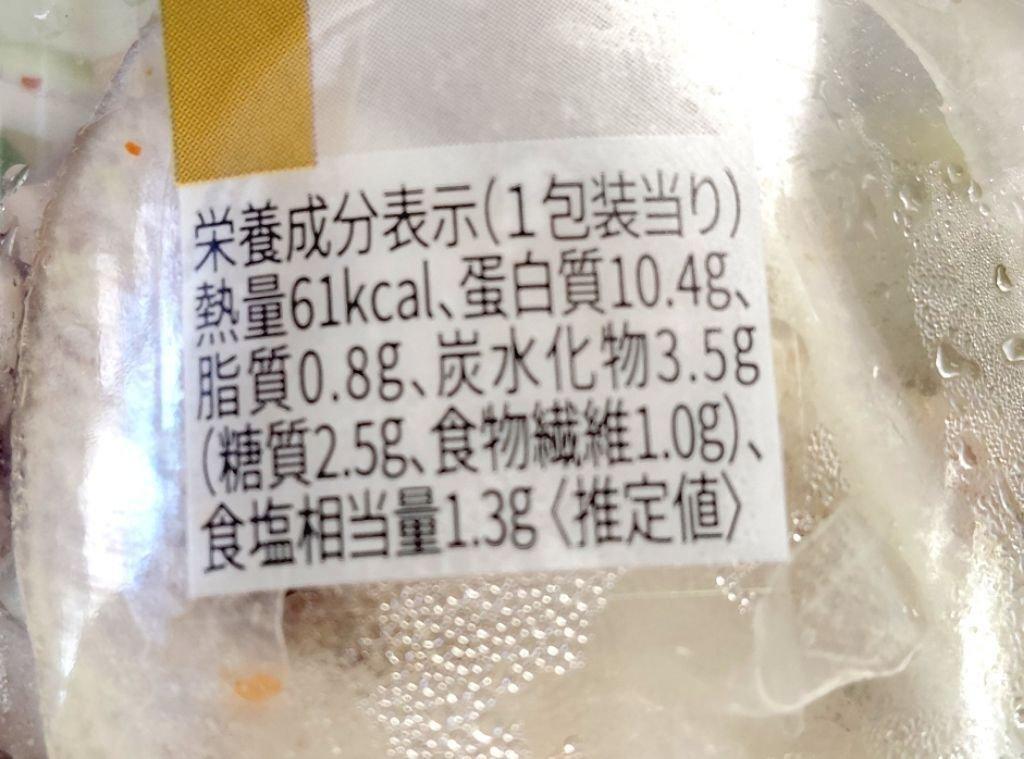 栄養成分表示(1包装当り)
熱量61kcal、蛋白質10.4g、
脂質0.8g、炭水化物3.5g
(糖質2.5g、食物繊維1.0g)、
食塩相当量1.3g〈推定値〉